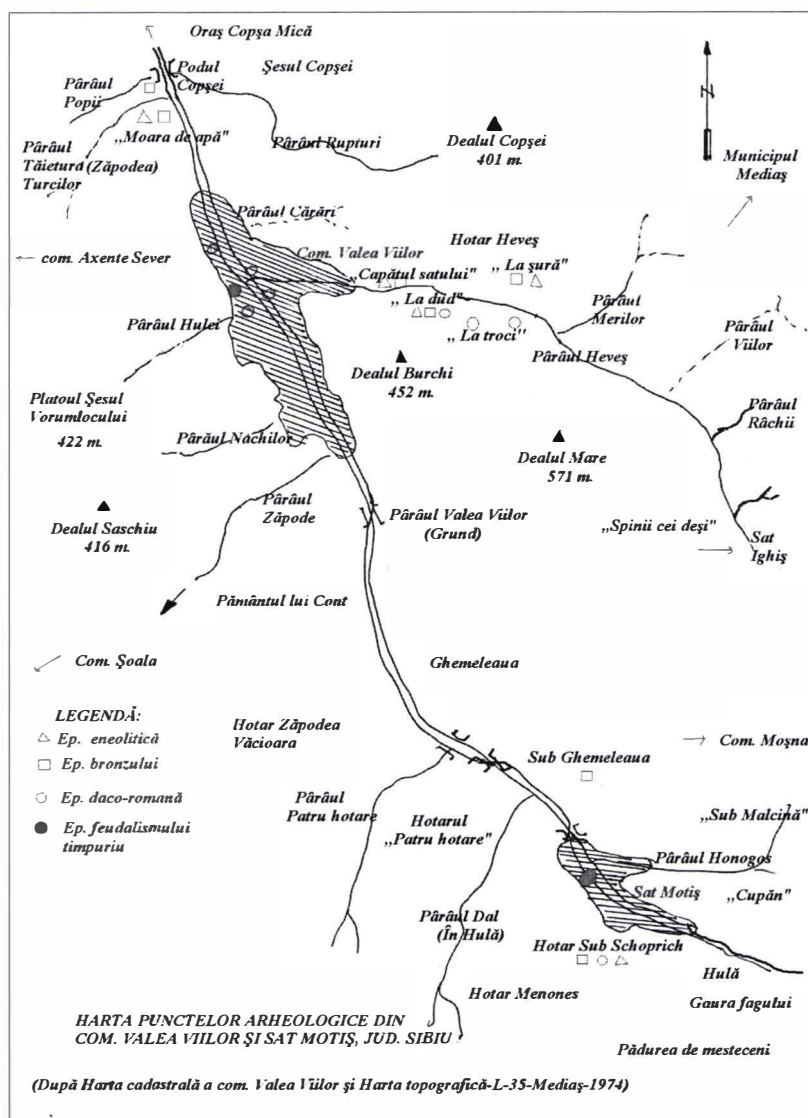 Oraş Copşa Mică
Podul
Copşei
Şesul Copşei
Pârâul
Popii
„Moara de apă"
Pârâul Rupturi
Dealul Copşei
401 m.
N
Municipul
Mediaş
Pârâul
Tăietura (Zăpodea)
Turcilor
Pârâul Cărări
← com. Axente Sever
Com. Valea Viilor
Hotar Heveş
„Capătul satului"
„La şură"
„La dud"
„La troci"
Pârâul
Merilor
Pârâul
Viilor
Pârâul Hulei
Pârâul Heveş
Dealul Burchi
452 m.
Platoul Şesul
Vorumlocului
422 m.
Pârâul
Râchii
Pârăul Nachilor
Dealul Mare
571 m.
Pârâul
Zăpode
Dealul Saschiu
416 m.
Pârâul Valea Viilor
(Grund)
„Spinii cei deşi"
Sat
Ighiş
Pământul lui Cont
Com. Şoala
Ghemeleaua
LEGENDĂ:
Ep. eneolitică
Ep. bronzului
Ep. daco-romană
Ep. feudalismului
timpuriu
Hotar Zăpodea
Văcioara
Sub Ghemeleaua
→ Com. Moşna
Pârâul
Patru hotare
Hotarul
„Patru hotare"
„Sub Malcină"
Pârâul Honogos
Sat Motiş
„Cupăn"
Pârâul Dal
(În Hulă)
Hotar Sub Schoprich
Hulă
Hotar Menones
Gaura fagului
HARTA PUNCTELOR ARHEOLOGICE DIN
COM. VALEA VIILOR ŞI SAT MOTIŞ, JUD. SIBIU
Pădurea de mesteceni
(După Harta cadastrală a com. Valea Viilor şi Harta topografică-L-35-Mediaş-1974)